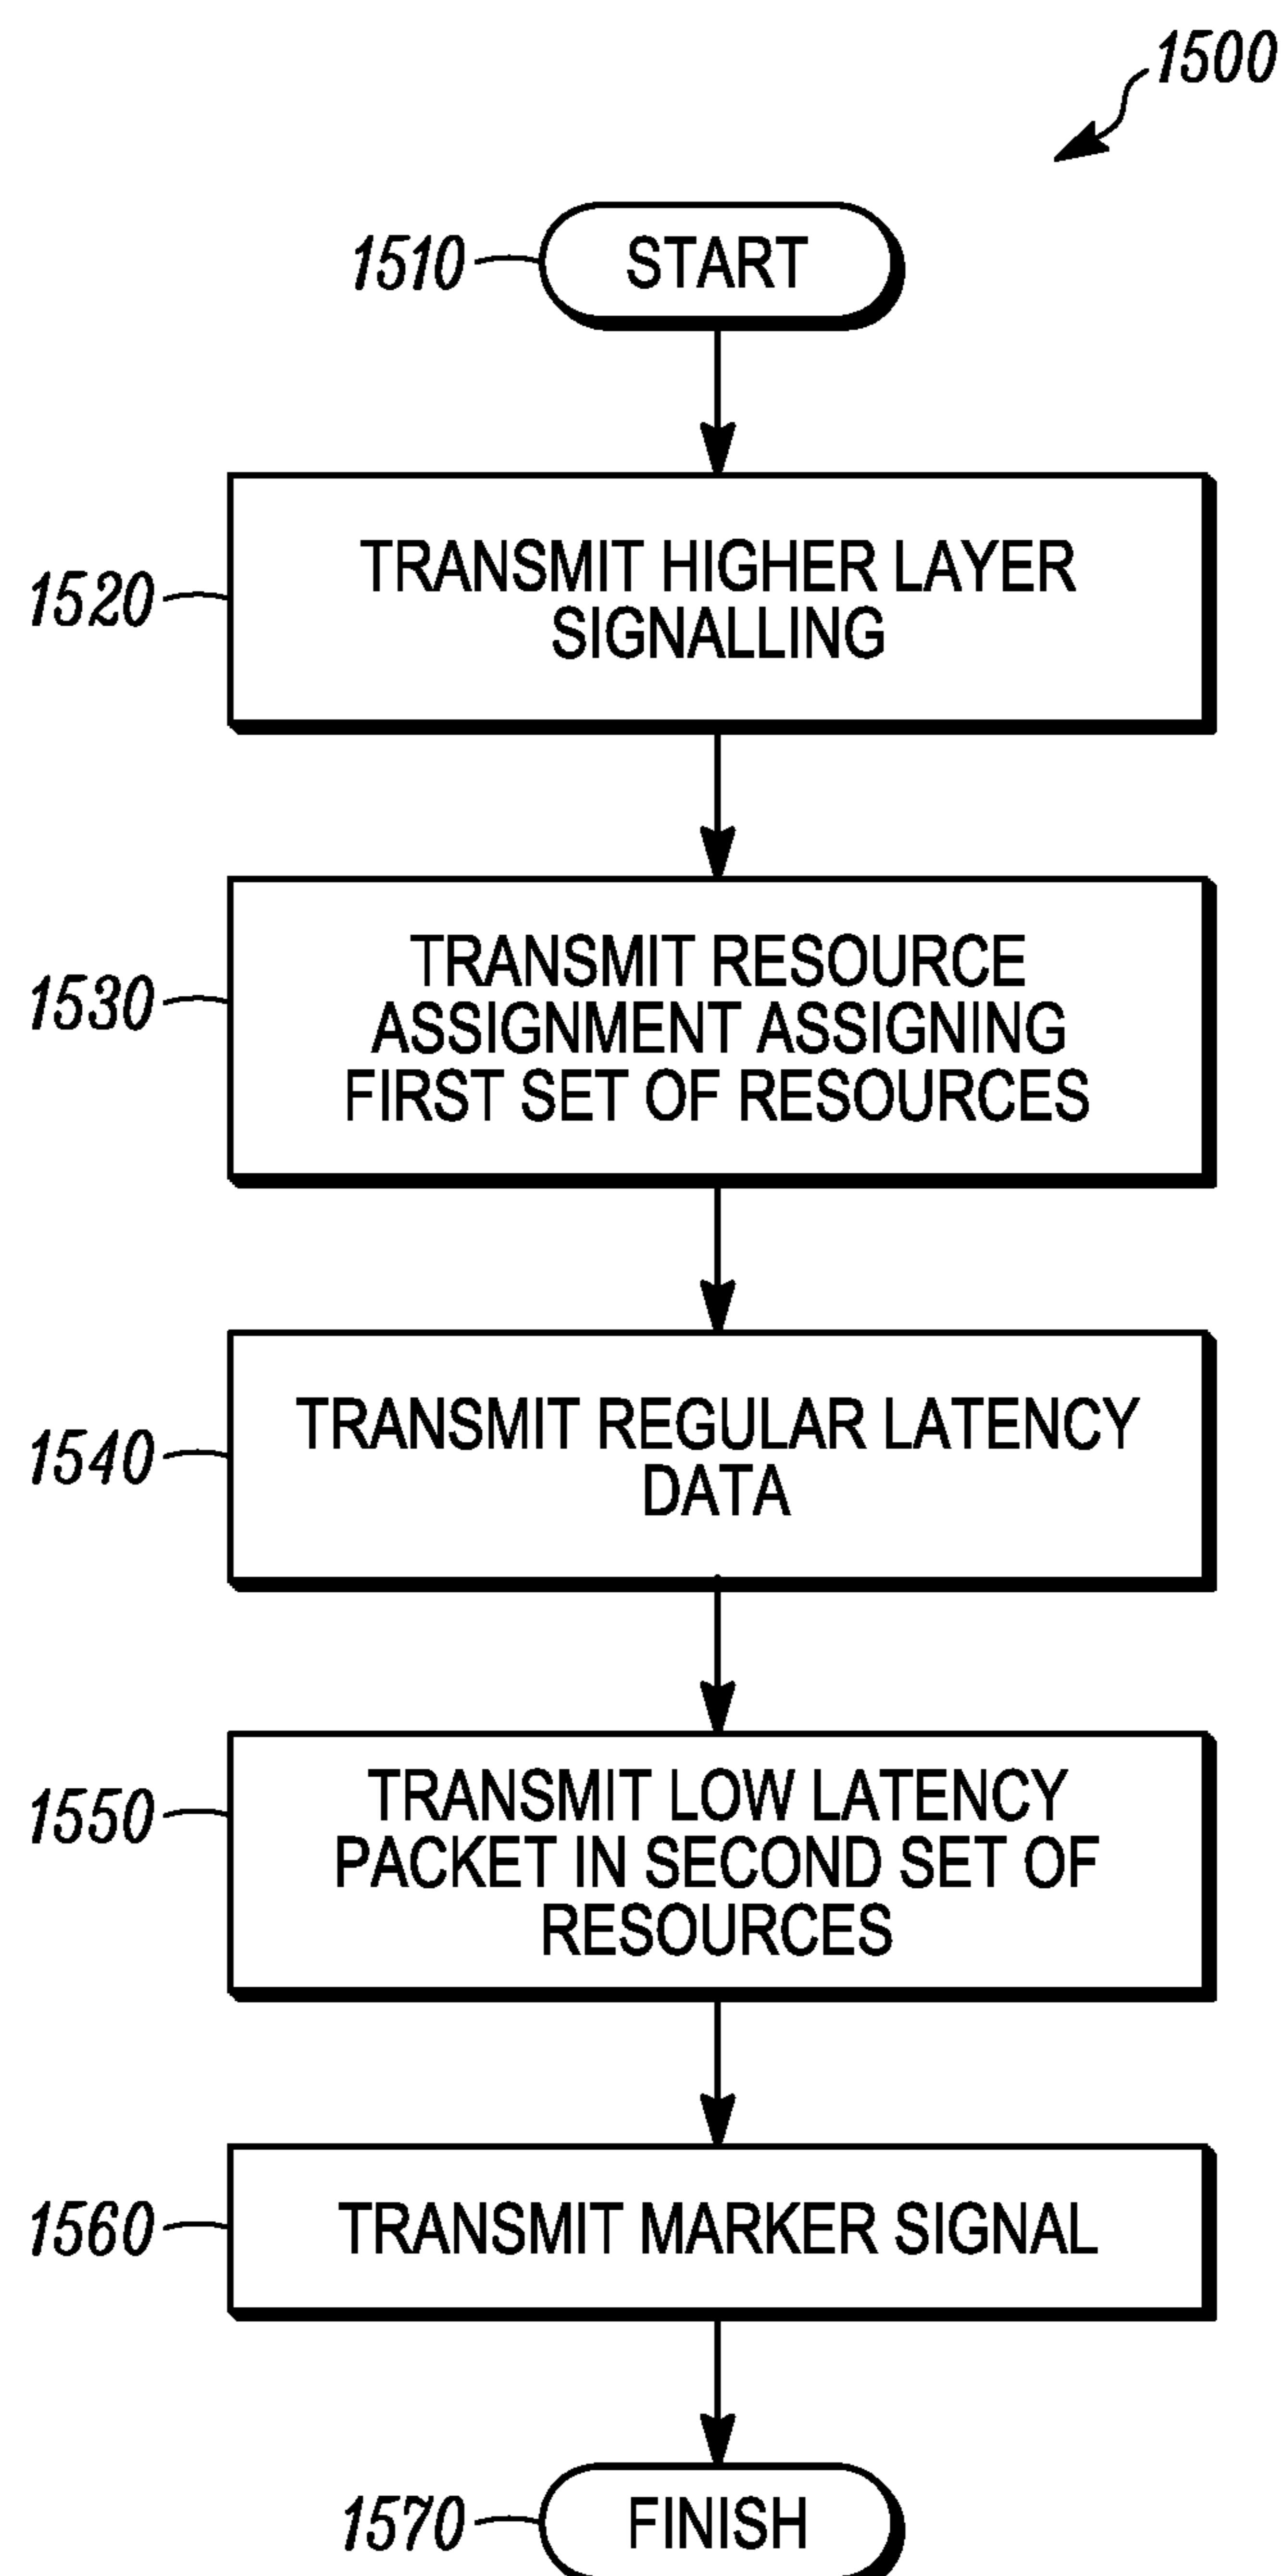 1500
1510
START
1520
TRANSMIT HIGHER LAYER
SIGNALLING
1530
TRANSMIT RESOURCE
ASSIGNMENT ASSIGNING
FIRST SET OF RESOURCES
1540
TRANSMIT REGULAR LATENCY
DATA
1550
TRANSMIT LOW LATENCY
PACKET IN SECOND SET OF
RESOURCES
1560
TRANSMIT MARKER SIGNAL
1570
FINISH